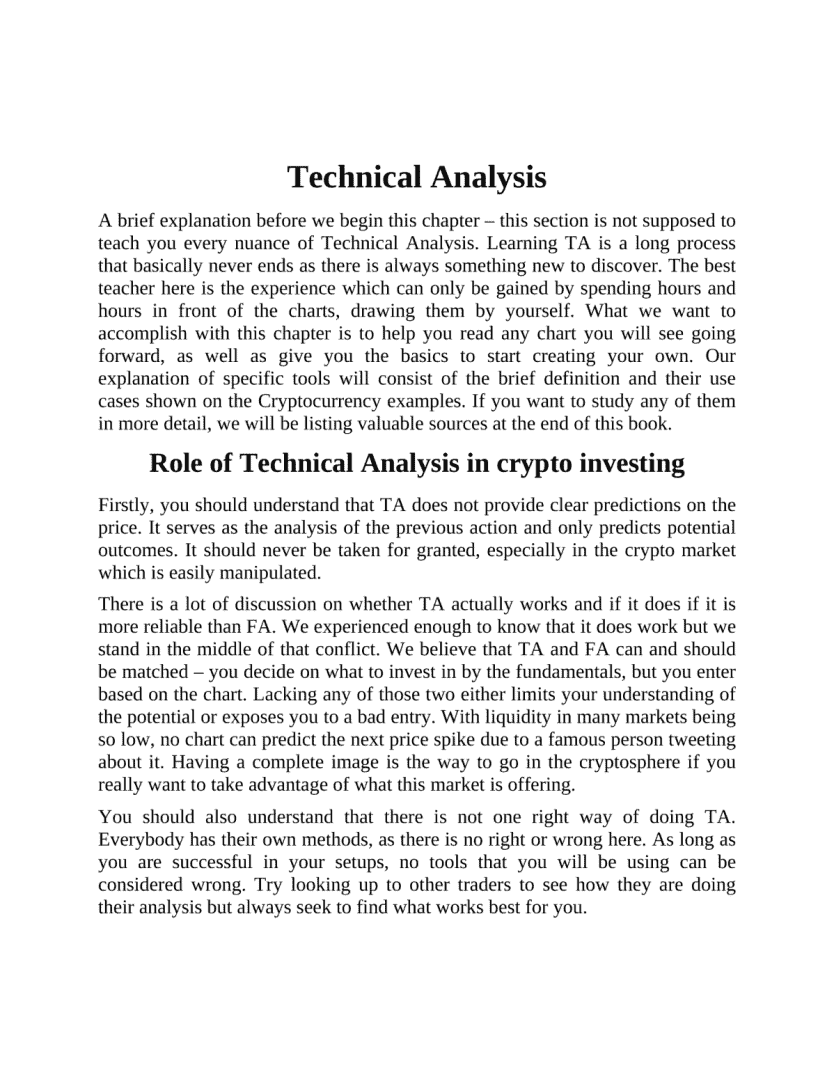 Technical Analysis
A brief explanation before we begin this chapter – this section is not supposed to
teach you every nuance of Technical Analysis. Learning TA is a long process
that basically never ends as there is always something new to discover. The best
teacher here is the experience which can only be gained by spending hours and
hours in front of the charts, drawing them by yourself. What we want to
accomplish with this chapter is to help you read any chart you will see going
forward, as well as give you the basics to start creating your own. Our
explanation of specific tools will consist of the brief definition and their use
cases shown on the Cryptocurrency examples. If you want to study any of them
in more detail, we will be listing valuable sources at the end of this book.
Role of Technical Analysis in crypto investing
Firstly, you should understand that TA does not provide clear predictions on the
price. It serves as the analysis of the previous action and only predicts potential
outcomes. It should never be taken for granted, especially in the crypto market
which is easily manipulated.
There is a lot of discussion on whether TA actually works and if it does if it is
more reliable than FA. We experienced enough to know that it does work but we
stand in the middle of that conflict. We believe that TA and FA can and should
be matched – you decide on what to invest in by the fundamentals, but you enter
based on the chart. Lacking any of those two either limits your understanding of
the potential or exposes you to a bad entry. With liquidity in many markets being
so low, no chart can predict the next price spike due to a famous person tweeting
about it. Having a complete image is the way to go in the cryptosphere if you
really want to take advantage of what this market is offering.
You should also understand that there is not one right way of doing TA.
Everybody has their own methods, as there is no right or wrong here. As long as
you are successful in your setups, no tools that you will be using can be
considered wrong. Try looking up to other traders to see how they are doing
their analysis but always seek to find what works best for you.